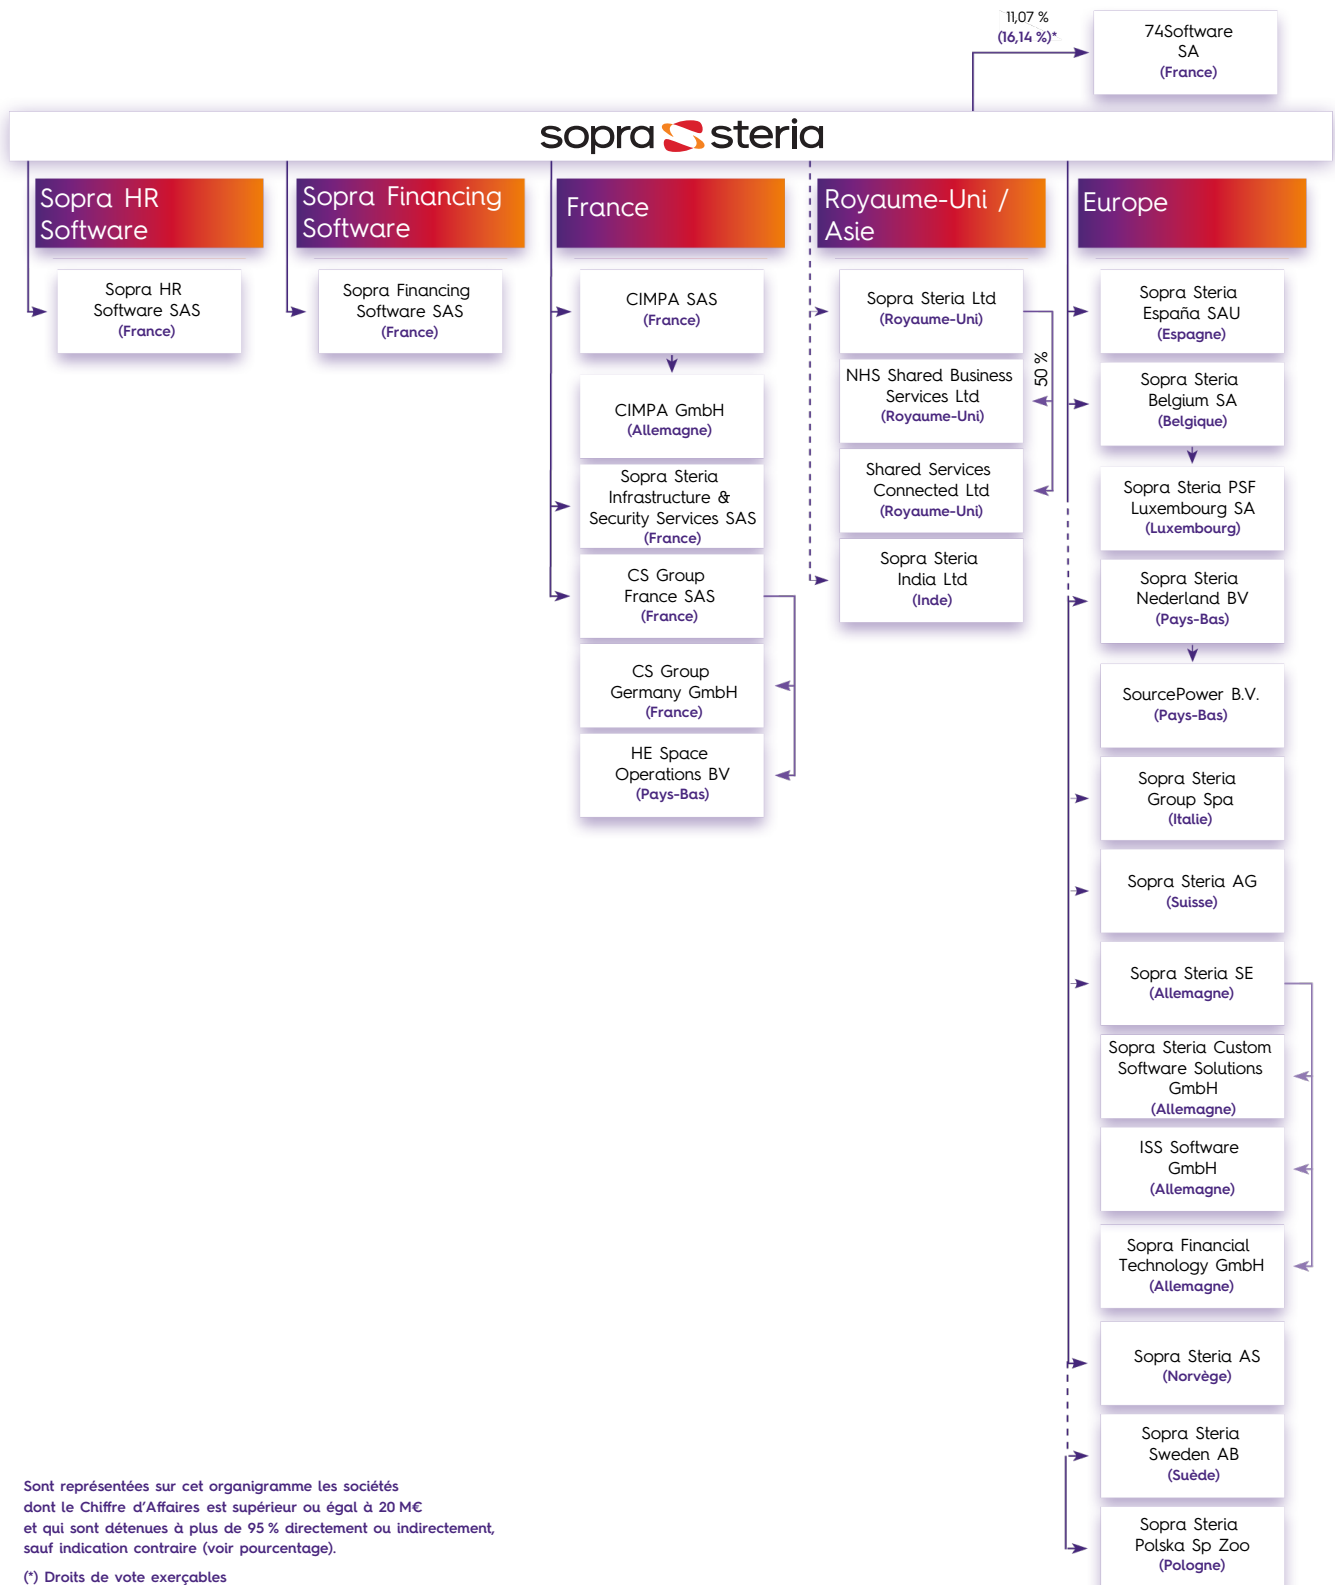 11,07 %
(16,14 %)*
74Software
SA
(France)
sopra steria
Sopra HR
Software
Sopra HR
Software SAS
(France)
Sopra Financing
Software
Sopra Financing
Software SAS
(France)
France
CIMPA SAS
(France)
CIMPA GmbH
(Allemagne)
Sopra Steria
Infrastructure &
Security Services SAS
(France)
CS Group
France SAS
(France)
CS Group
Germany GmbH
(France)
HE Space
Operations BV
(Pays-Bas)
Royaume-Uni /
Asie
Sopra Steria Ltd
(Royaume-Uni)
50 %
NHS Shared Business
Services Ltd
(Royaume-Uni)
Shared Services
Connected Ltd
(Royaume-Uni)
Sopra Steria
India Ltd
(Inde)
Europe
Sopra Steria
España SAU
(Espagne)
Sopra Steria
Belgium SA
(Belgique)
Sopra Steria PSF
Luxembourg SA
(Luxembourg)
Sopra Steria
Nederland BV
(Pays-Bas)
SourcePower B.V.
(Pays-Bas)
Sopra Steria
Group Spa
(Italie)
Sopra Steria AG
(Suisse)
Sopra Steria SE
(Allemagne)
Sopra Steria Custom
Software Solutions
GmbH
(Allemagne)
ISS Software
GmbH
(Allemagne)
Sopra Financial
Technology GmbH
(Allemagne)
Sopra Steria AS
(Norvège)
Sopra Steria
Sweden AB
(Suède)
Sopra Steria
Polska Sp Zoo
(Pologne)
Sont représentées sur cet organigramme les sociétés
dont le Chiffre d'Affaires est supérieur ou égal à 20 M€
et qui sont détenues à plus de 95 % directement ou indirectement,
sauf indication contraire (voir pourcentage).
(*) Droits de vote exerçables